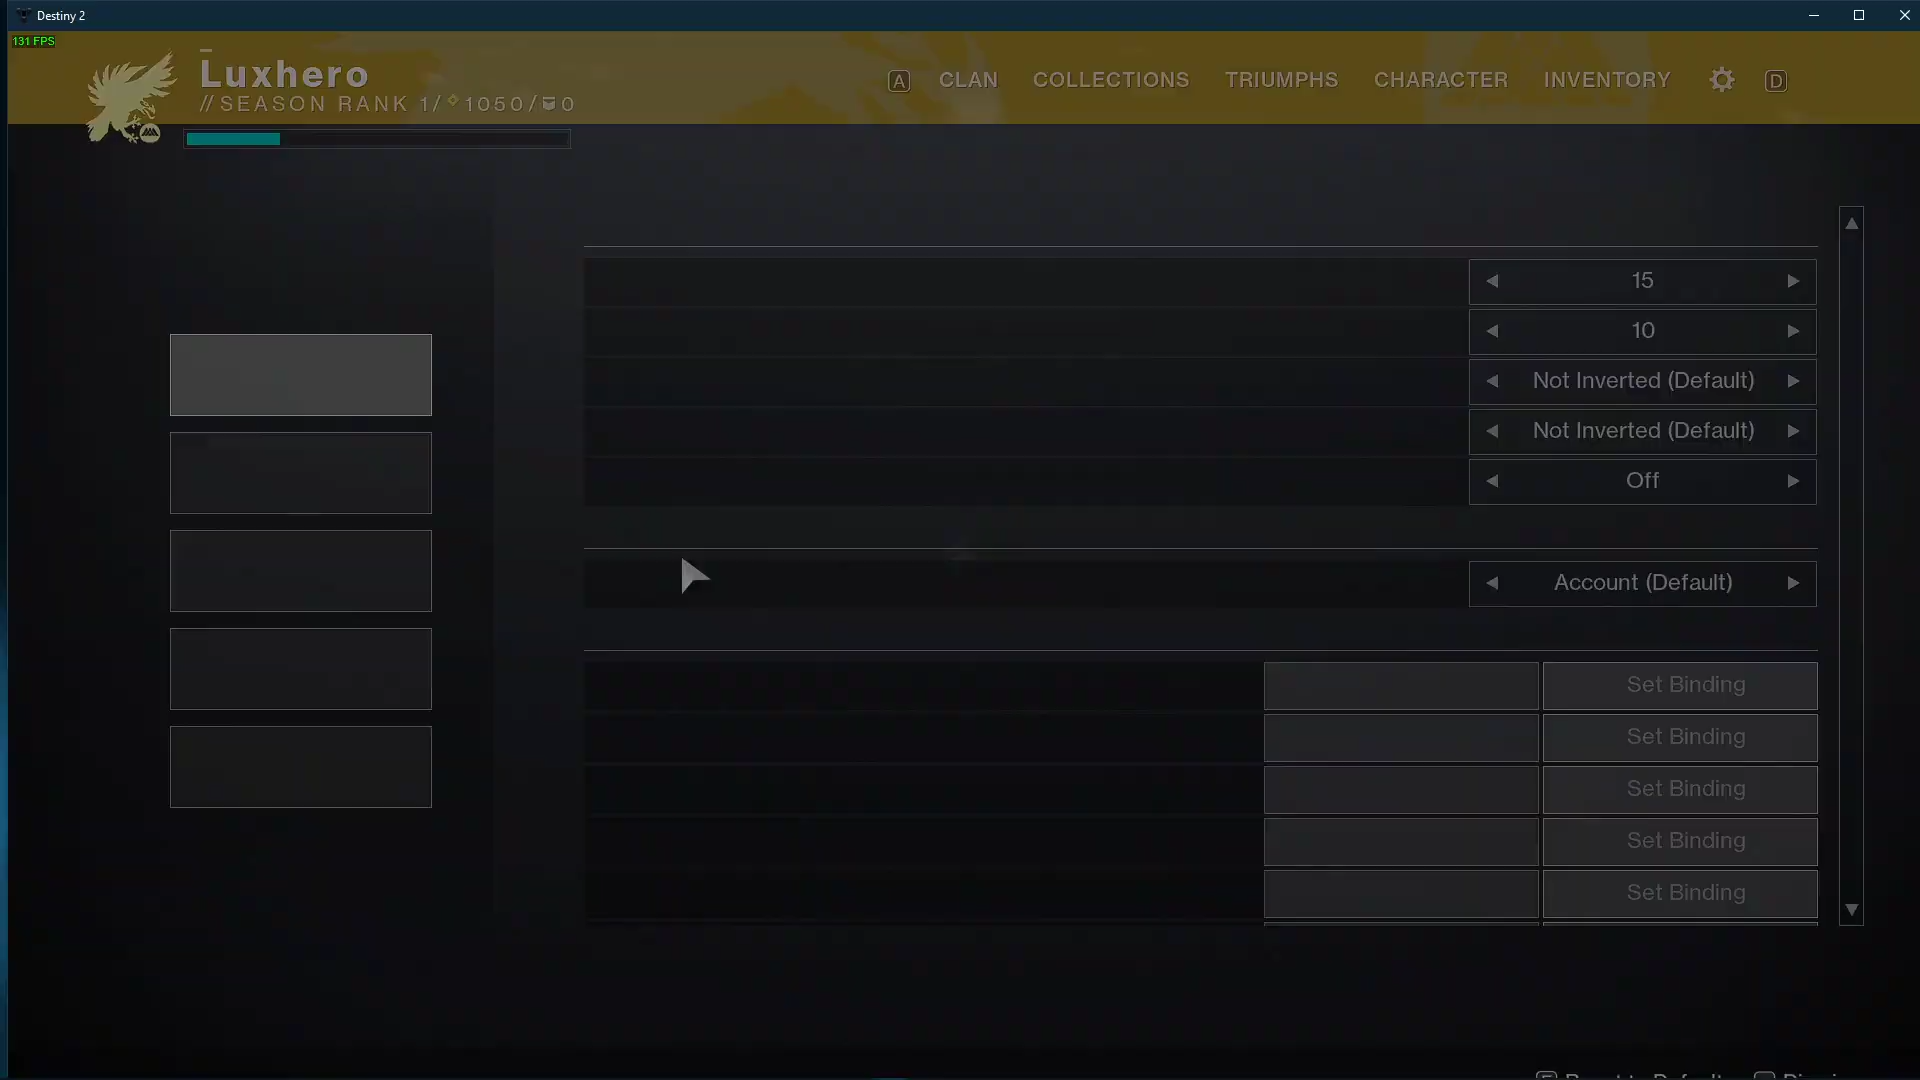 Destiny 2
131 FPS
Luxhero
//SEASON RANK 1/ 1050/ 0
A CLAN COLLECTIONS TRIUMPHS CHARACTER INVENTORY D
15
10
Not Inverted (Default)
Not Inverted (Default)
Off
Account (Default)
Set Binding
Set Binding
Set Binding
Set Binding
Set Binding